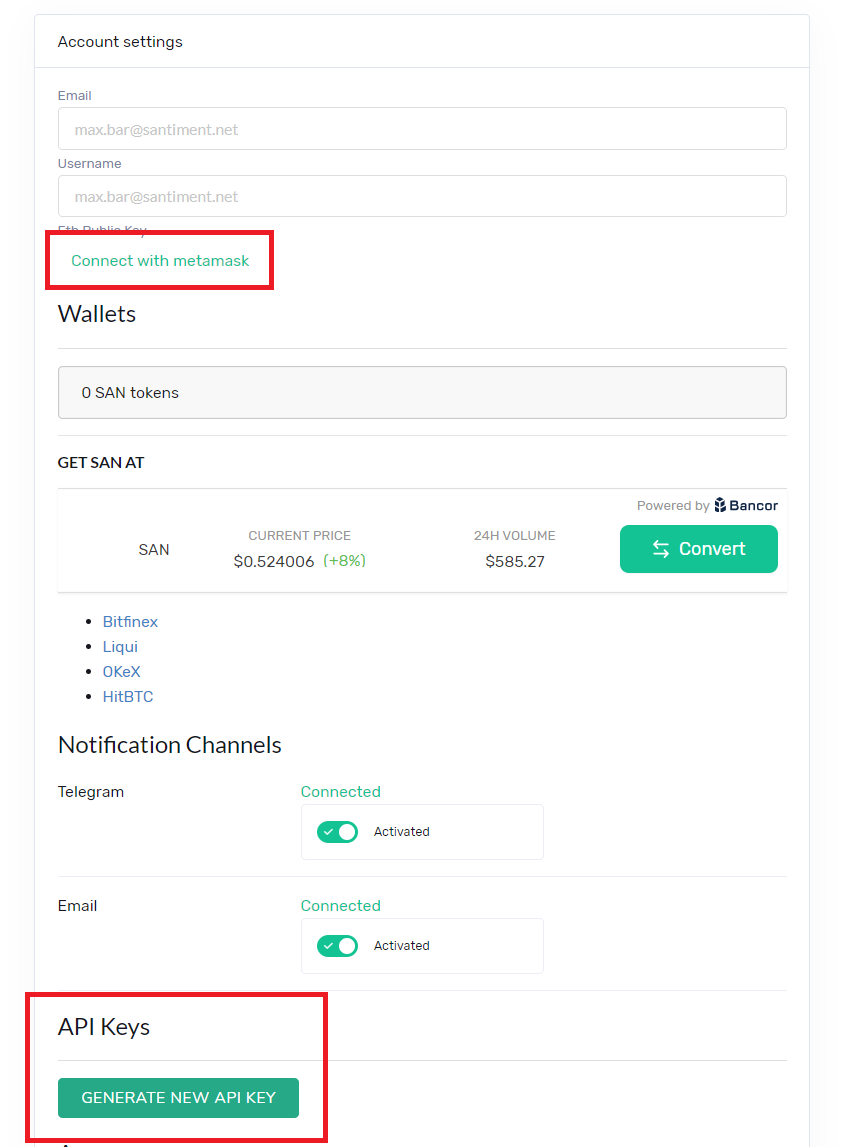 Account settings
Email
max.bar@santiment.net
Username
max.bar@santiment.net
Eth Public Key
Connect with metamask
Wallets
0 SAN tokens
GET SAN AT
Powered by Bancor
CURRENT PRICE 24H VOLUME
SAN $0.524006 (+8%) $585.27 Convert
Bitfinex
Liqui
OKeX
HitBTC
Notification Channels
Telegram Connected
Activated
Email Connected
Activated
API Keys
GENERATE NEW API KEY